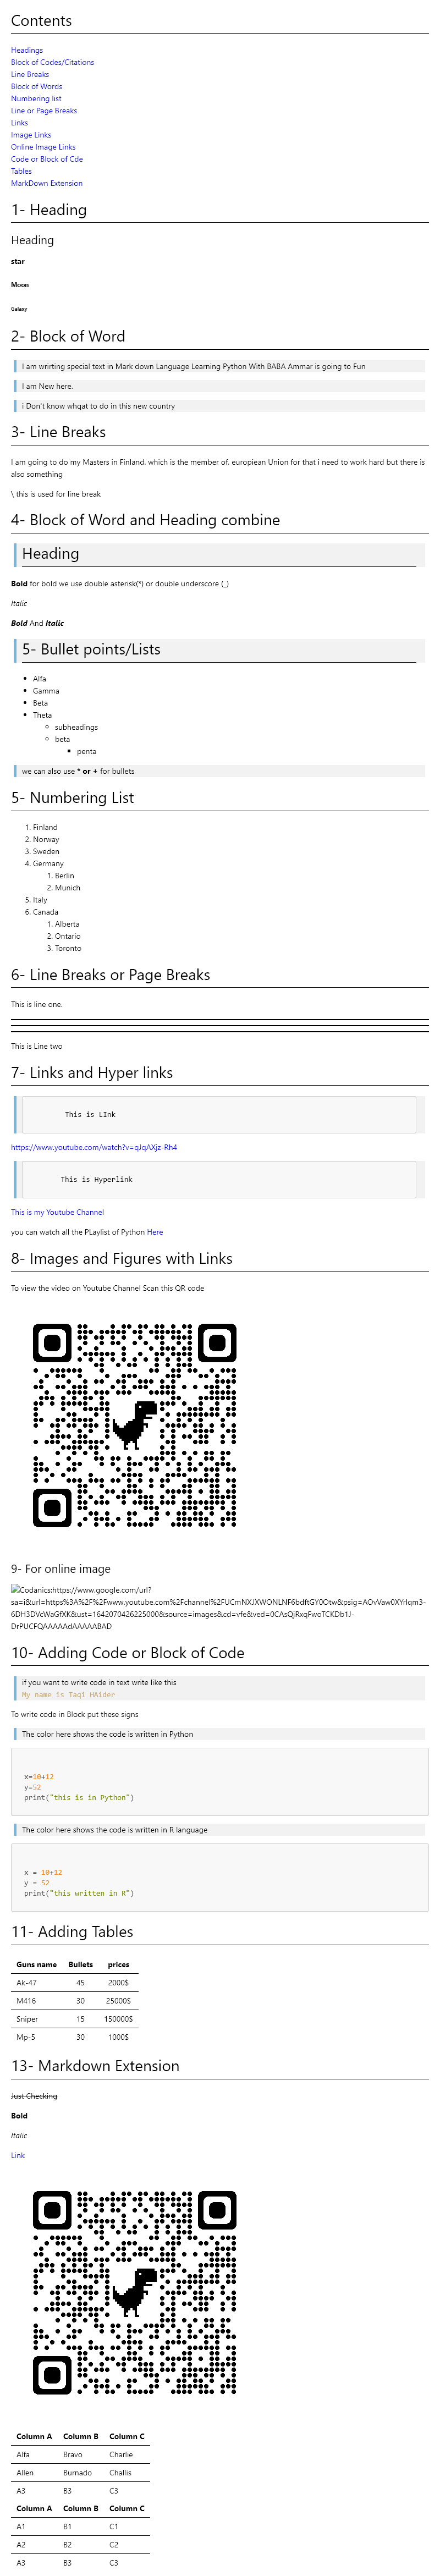 Contents
Headings
Block of Codes/Citations
Line Breaks
Block of Words
Numbering list
Line or Page Breaks
Links
Image Links
Online Image Links
Code or Block of Cde
Tables
MarkDown Extension
1- Heading
Heading
star
Moon
Galaxy
2- Block of Word
I am wrirting special text in Mark down Language Learning Python With BABA Ammar is going to Fun
I am New here.
i Don't know whqat to do in this new country
3- Line Breaks
I am going to do my Masters in Finland. which is the member of. europiean Union for that i need to work hard but there is
also something
\ this is used for line break
4- Block of Word and Heading combine
Heading
Bold for bold we use double asterisk(*) or double underscore (_)
Italic
Bold And Italic
5- Bullet points/Lists
Alfa
Gamma
Beta
Theta
subheadings
beta
penta
we can also use * or + for bullets
5- Numbering List
1. Finland
2. Norway
3. Sweden
4. Germany
1. Berlin
2. Munich
5. Italy
6. Canada
1. Alberta
2. Ontario
3. Toronto
6- Line Breaks or Page Breaks
This is line one.
This is Line two
7- Links and Hyper links
This is LInk
https://www.youtube.com/watch?v=qJqAXjz-Rh4
This is Hyperlink
This is my Youtube Channel
you can watch all the PLaylist of Python Here
8- Images and Figures with Links
To view the video on Youtube Channel Scan this QR code
9- For online image
Codanics:https://www.google.com/url?
sa=i&url=https%3A%2F%2Fwww.youtube.com%2Fchannel%2FUCmNXJXWONLNF6bdftGY0Otw&psig=AOvVaw0XYrIqm3-
6DH3DVcWaGfXK&ust=1642070426225000&source=images&cd=vfe&ved=0CAsQjRxqFwoTCKDb1J-
DrPUCFQAAAAAdAAAAABAD
10- Adding Code or Block of Code
if you want to write code in text write like this
My name is Taqi HAider
To write code in Block put these signs
The color here shows the code is written in Python
x=10+12
y=52
print("this is in Python")
The color here shows the code is written in R language
x = 10+12
y = 52
print("this written in R")
11- Adding Tables
Guns name Bullets prices
Ak-47 45 2000$
M416 30 25000$
Sniper 15 150000$
Mp-5 30 1000$
13- Markdown Extension
Just Checking
Bold
Italic
Link
Column A Column B Column C
Alfa Bravo Charlie
Allen Burnado Challis
A3 B3 C3
Column A Column B Column C
A1 B1 C1
A2 B2 C2
A3 B3 C3